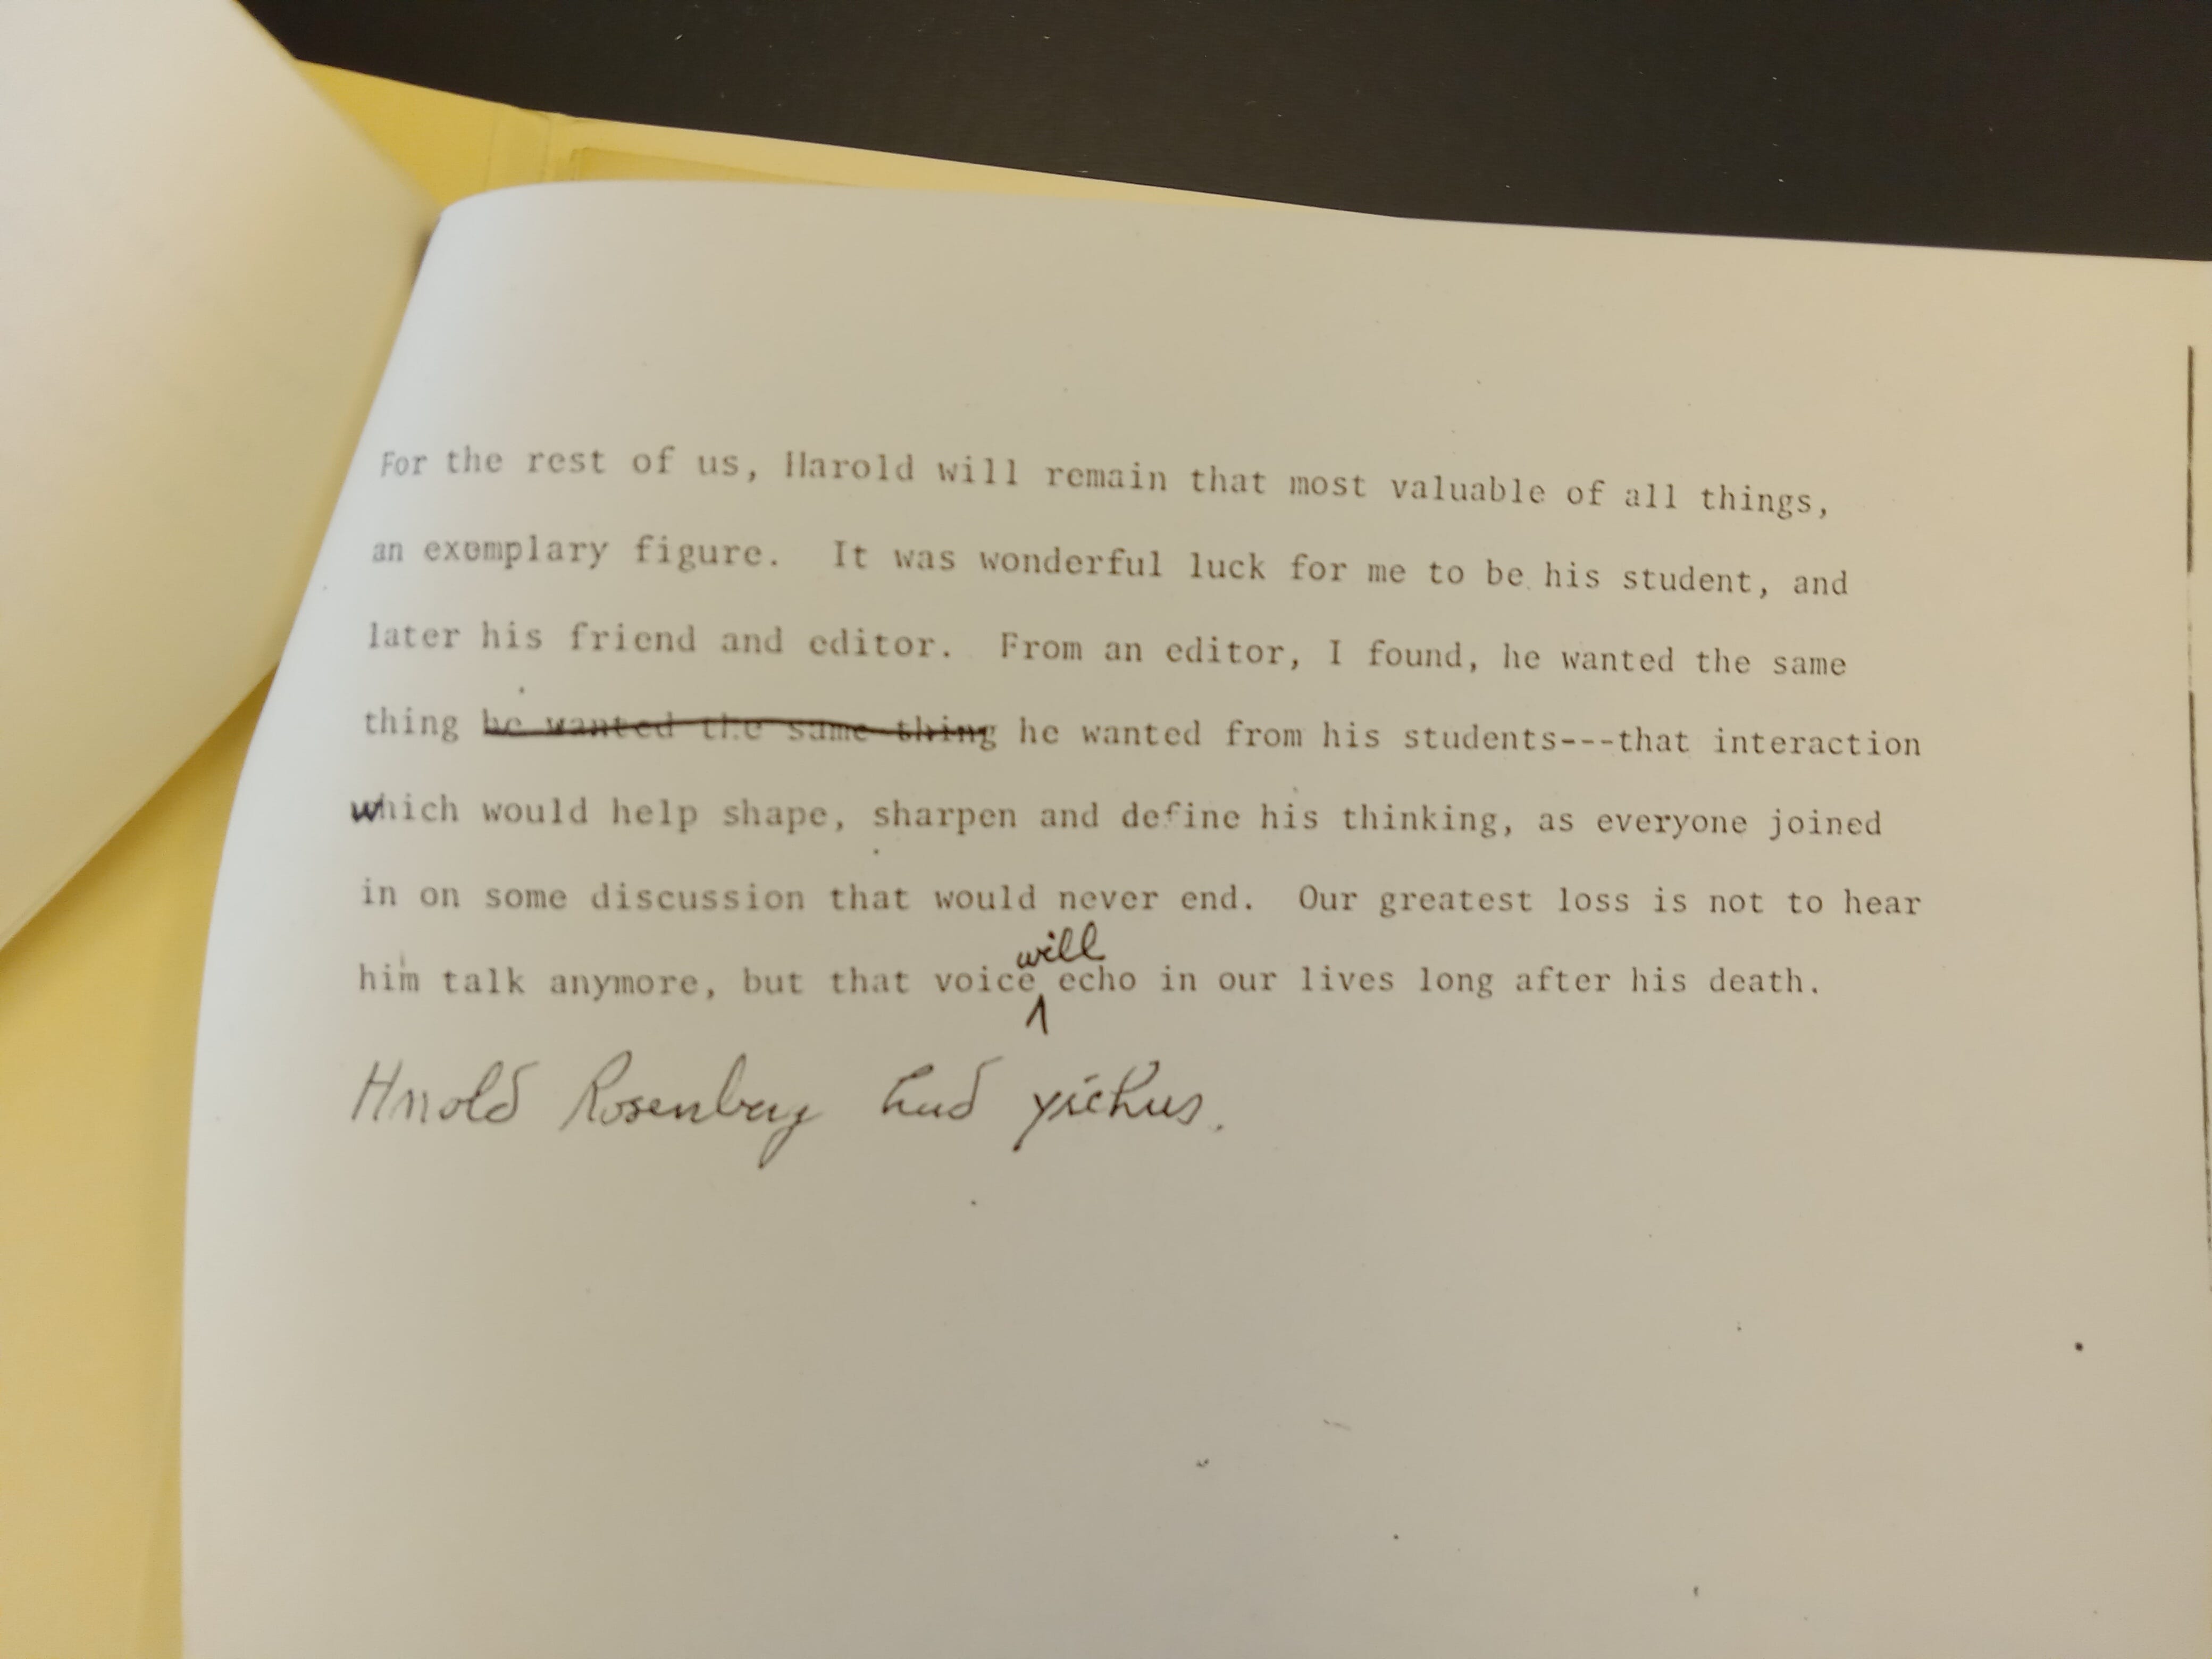 For the rest of us, Harold will remain that most valuable of all things,
an exemplary figure. It was wonderful luck for me to be his student, and
later his friend and editor. From an editor, I found, he wanted the same
thing he wanted the same thing he wanted from his students---that interaction
which would help shape, sharpen and define his thinking, as everyone joined
in on some discussion that would never end. Our greatest loss is not to hear
him talk anymore, but that voice will echo in our lives long after his death.
Harold Rosenberg had yichus.